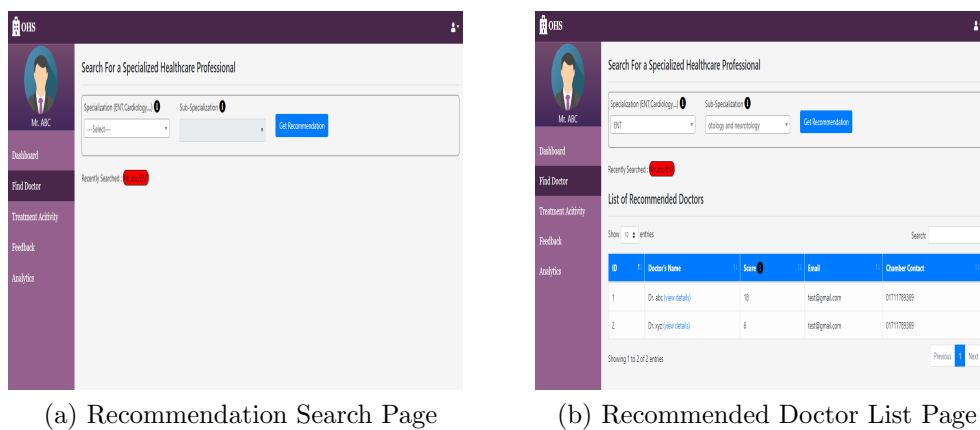 OHS
Mr. ABC
Dashboard
Find Doctor
Treatment Acitivity
Feedback
Analytics
Search For a Specialized Healthcare Professional
Specialization (ENT,Cardiology,...)
Sub-Specialization
---Select---
Get Recommendation
Recently Searched :
(a) Recommendation Search Page
OHS
Mr. ABC
Dashboard
Find Doctor
Treatment Acitivity
Feedback
Analytics
Search For a Specialized Healthcare Professional
Specialization (ENT,Cardiology,...)
Sub-Specialization
ENT
otology and neurotology
Get Recommendation
Recently Searched :
List of Recommended Doctors
Show 10 entries
Search:
ID Doctor's Name Score Email Chamber Contact
1 Dr. abc (view details) 18 test@gmail.com 01711789369
2 Dr. xyz (view details) 6 test@gmail.com 01711789369
Showing 1 to 2 of 2 entries
Previous 1 Next
(b) Recommended Doctor List Page